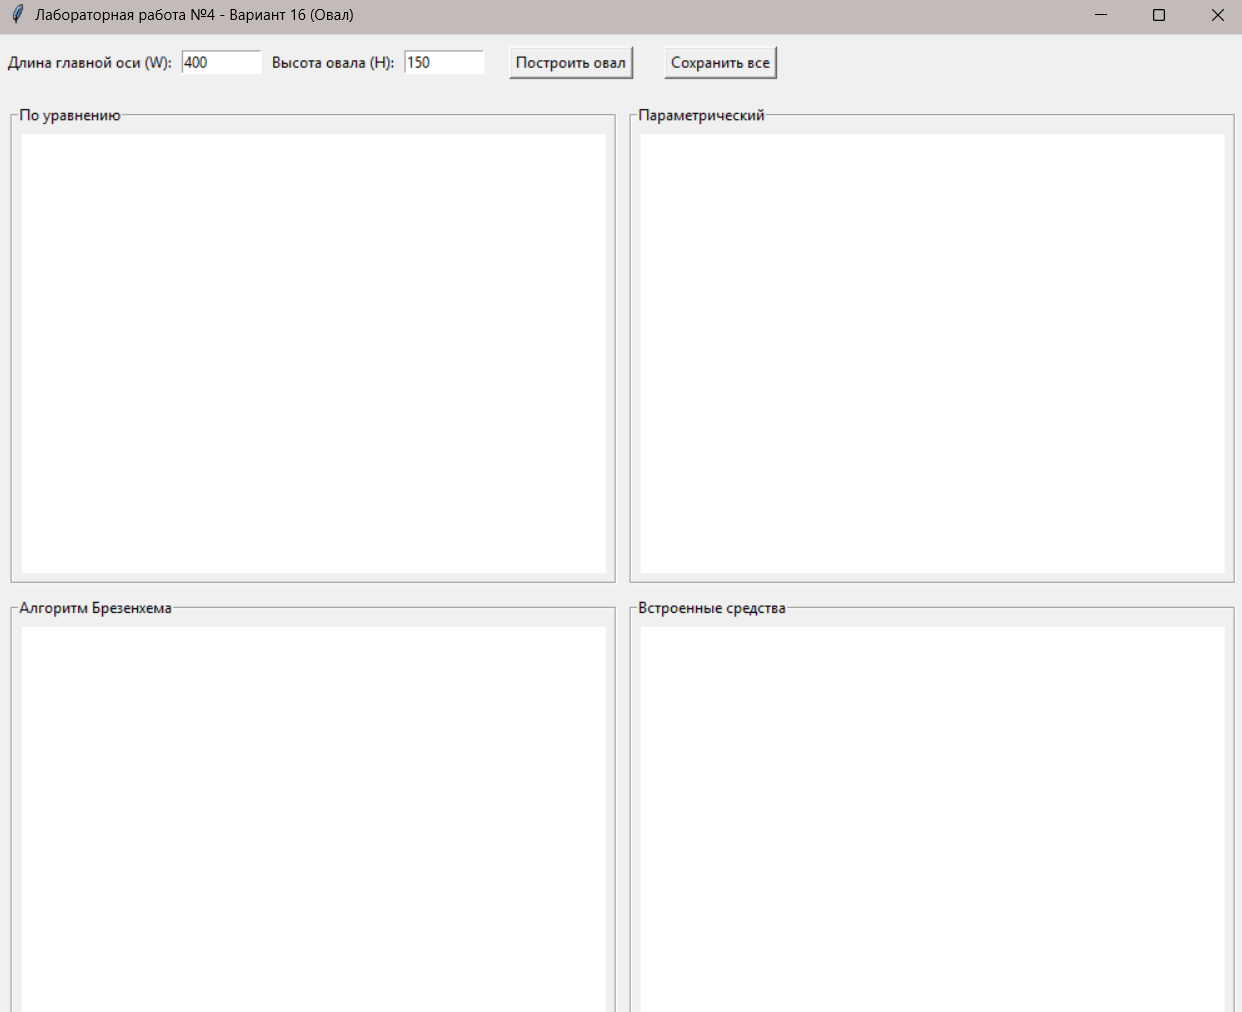 Лабораторная работа №4 - Вариант 16 (Овал)
Длина главной оси (W): 400 Высота овала (H): 150 Построить овал Сохранить все
По уравнению
Параметрический
Алгоритм Брезенхема
Встроенные средства